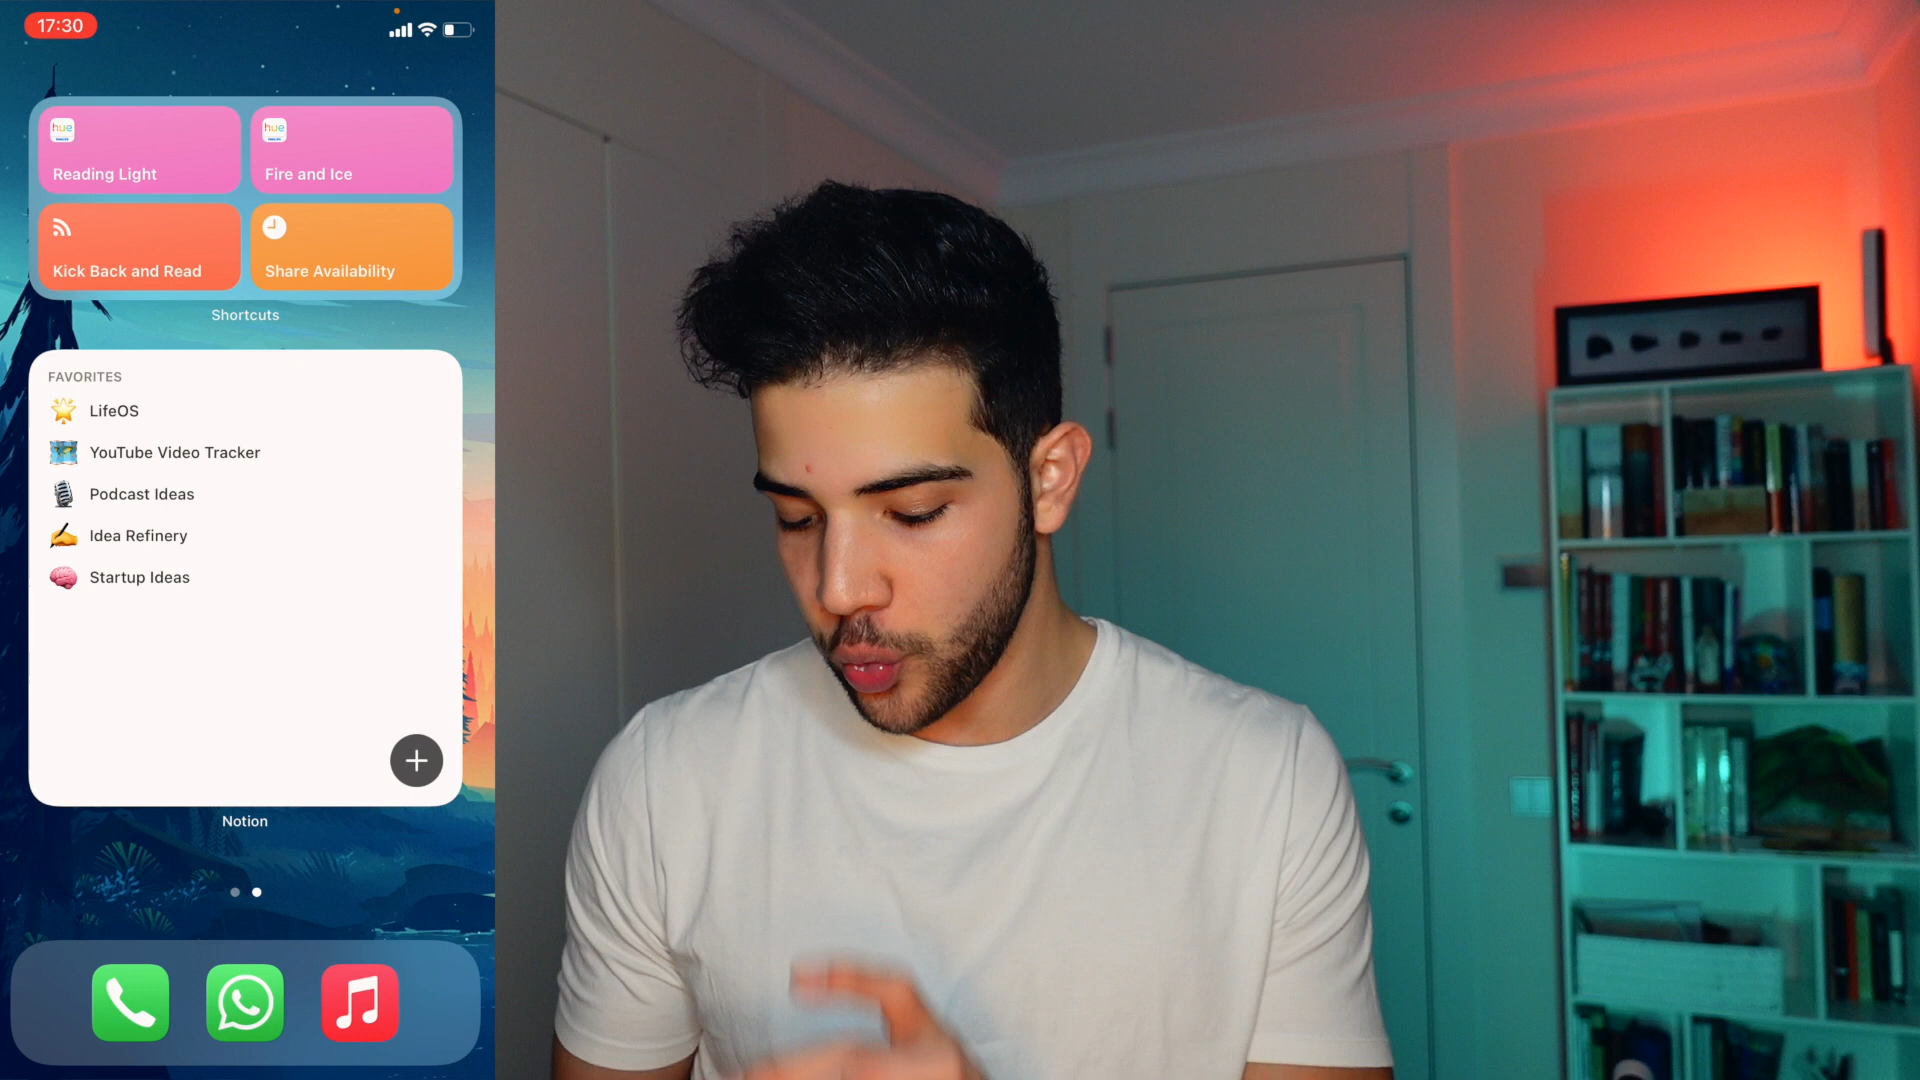 17:30
hue
Reading Light
hue
Fire and Ice
Kick Back and Read
Share Availability
Shortcuts
FAVORITES
LifeOS
YouTube Video Tracker
Podcast Ideas
Idea Refinery
Startup Ideas
Notion